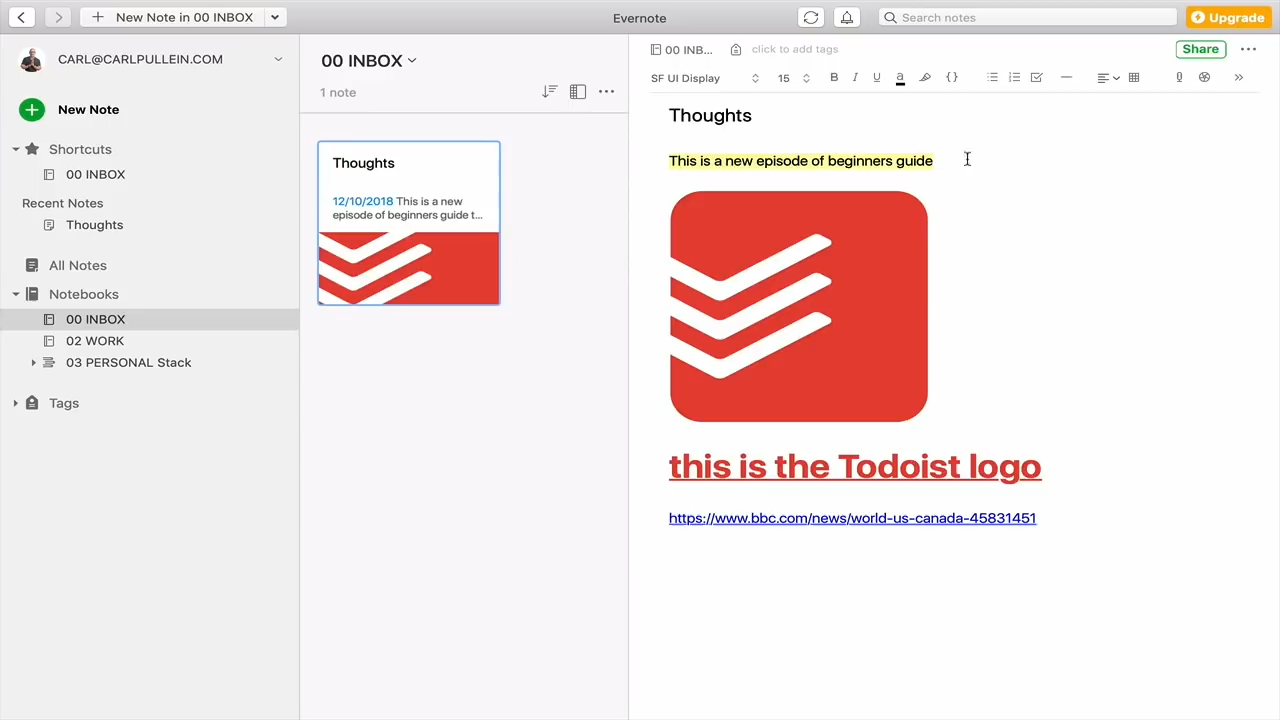 New Note in 00 INBOX
Evernote
Search notes
Upgrade
CARL@CARLPULLEIN.COM
New Note
Shortcuts
00 INBOX
Recent Notes
Thoughts
All Notes
Notebooks
00 INBOX
02 WORK
03 PERSONAL Stack
Tags
00 INBOX
1 note
Thoughts
12/10/2018 This is a new
episode of beginners guide t...
00 INB...
click to add tags
Share
SF UI Display
15
B I U a {}
Thoughts
This is a new episode of beginners guide
this is the Todoist logo
https://www.bbc.com/news/world-us-canada-45831451